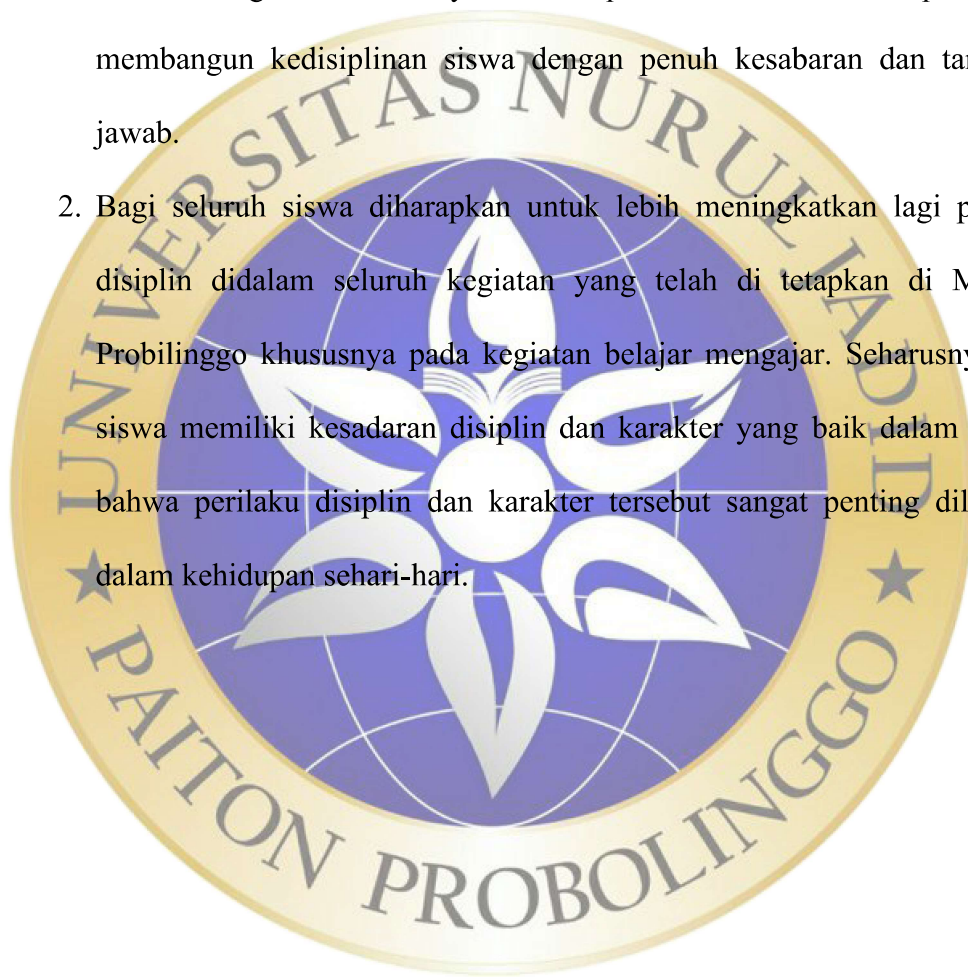 membangun kedisiplinan siswa dengan penuh kesabaran dan
jawab.
2. Bagi seluruh siswa diharapkan untuk lebih meningkatkan lagi
disiplin didalam seluruh kegiatan yang telah di tetapkan di
Probilinggo khususnya pada kegiatan belajar mengajar.
siswa memiliki kesadaran disiplin dan karakter yang baik dalam
bahwa perilaku disiplin dan karakter tersebut sangat penting
dalam kehidupan sehari-hari.
UNIVERSITAS NURUL JADID
PAITON PROBOLINGGO